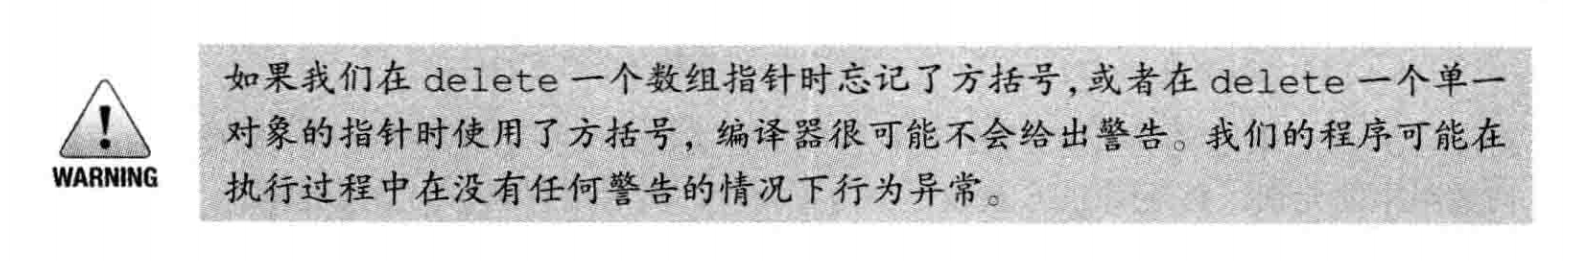 如果我们在 delete 一个数组指针时忘记了方括号,或者在 delete 一个单一
对象的指针时使用了方括号，编译器很可能不会给出警告。我们的程序可能在
执行过程中在没有任何警告的情况下行为异常。
!
WARNING